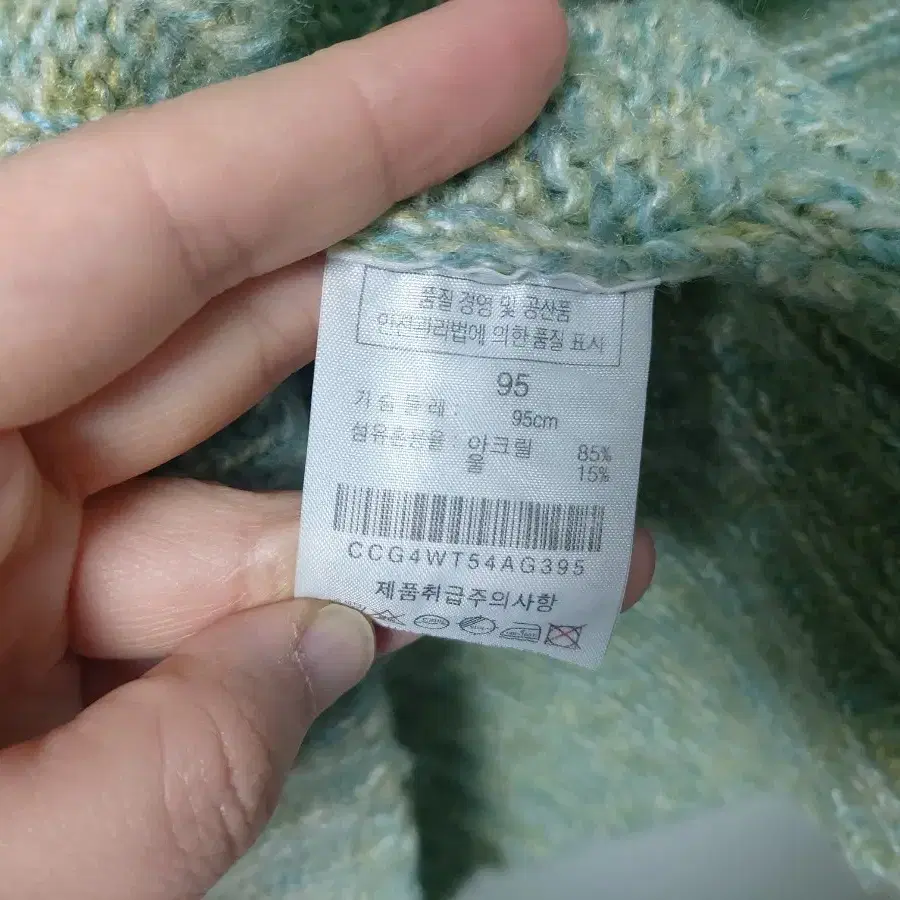 품질 경영 및 공산품
안전관리법에 의한 품질 표시
95
가슴 둘레 : 95cm
섬유혼용율 : 아크릴 85%
울 15%
CCG4WT54AG395
제품취급주의사항